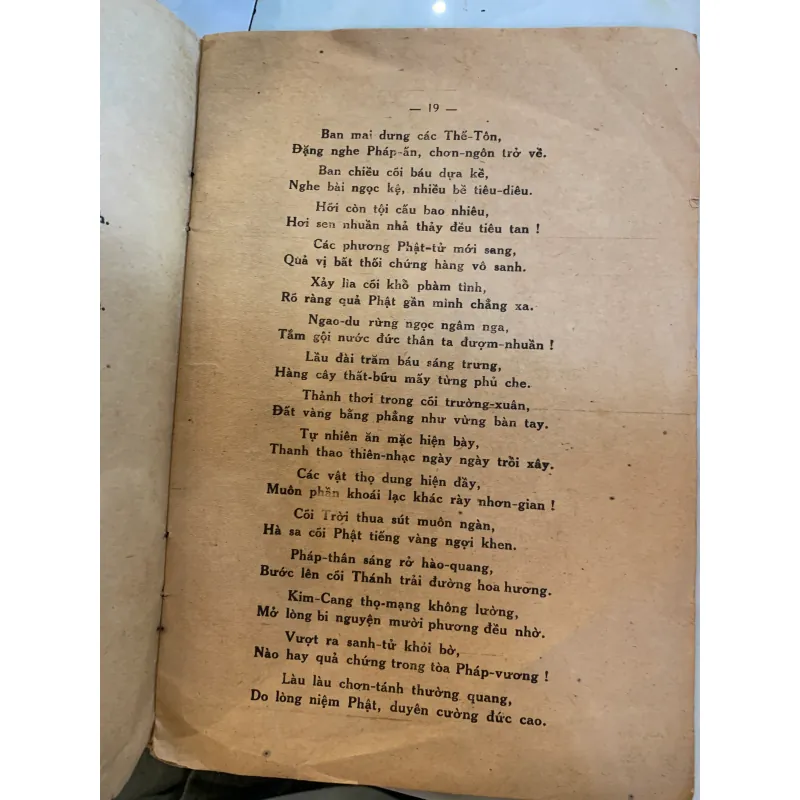 — 19 —
Ban mai dưng các Thế-Tôn,
Đặng nghe Pháp-ấn, chơn-ngôn trở về.
Ban chiều cõi báu dựa kề,
Nghe bài ngọc kệ, nhiều bề tiêu-diêu.
Hỡi còn tội cấu bao nhiêu,
a.
Hơi sen nhuần nhả thảy đều tiêu tan !
Các phương Phật-tử mới sang,
Quả vị bất thối chứng hàng vô sanh.
Xảy lìa cõi khổ phàm tình,
Rỏ ràng quả Phật gần mình chẳng xa.
Ngao-du rừng ngọc ngâm nga,
Tắm gội nước đức thân ta dượm-nhuần !
Lầu đài trăm báu sáng trưng,
Hàng cây thất-bữu mấy từng phủ che.
Thảnh thơi trong cõi trường-xuân,
Đất vàng bằng phẳng như vừng bàn tay.
Tự nhiên ăn mặc hiện bày,
Thanh thao thiên-nhạc ngày ngày trồi xây.
Các vật thọ dung hiện đầy,
Muôn phần khoái lạc khác rày nhơn-gian !
Cõi Trời thua sút muôn ngàn,
Hà sa cõi Phật tiếng vàng ngợi khen.
Pháp-thân sáng rở hào-quang,
Bước lên cõi Thánh trải đường hoa hương.
Kim-Cang thọ-mạng không lường,
Mở lòng bi nguyện mười phương đều nhờ.
Vượt ra sanh-tử khỏi bờ,
Nào hay quả chứng trong tòa Pháp-vương !
Làu làu chơn-tánh thường quang,
Do lòng niệm Phật, duyên cường đức cao.